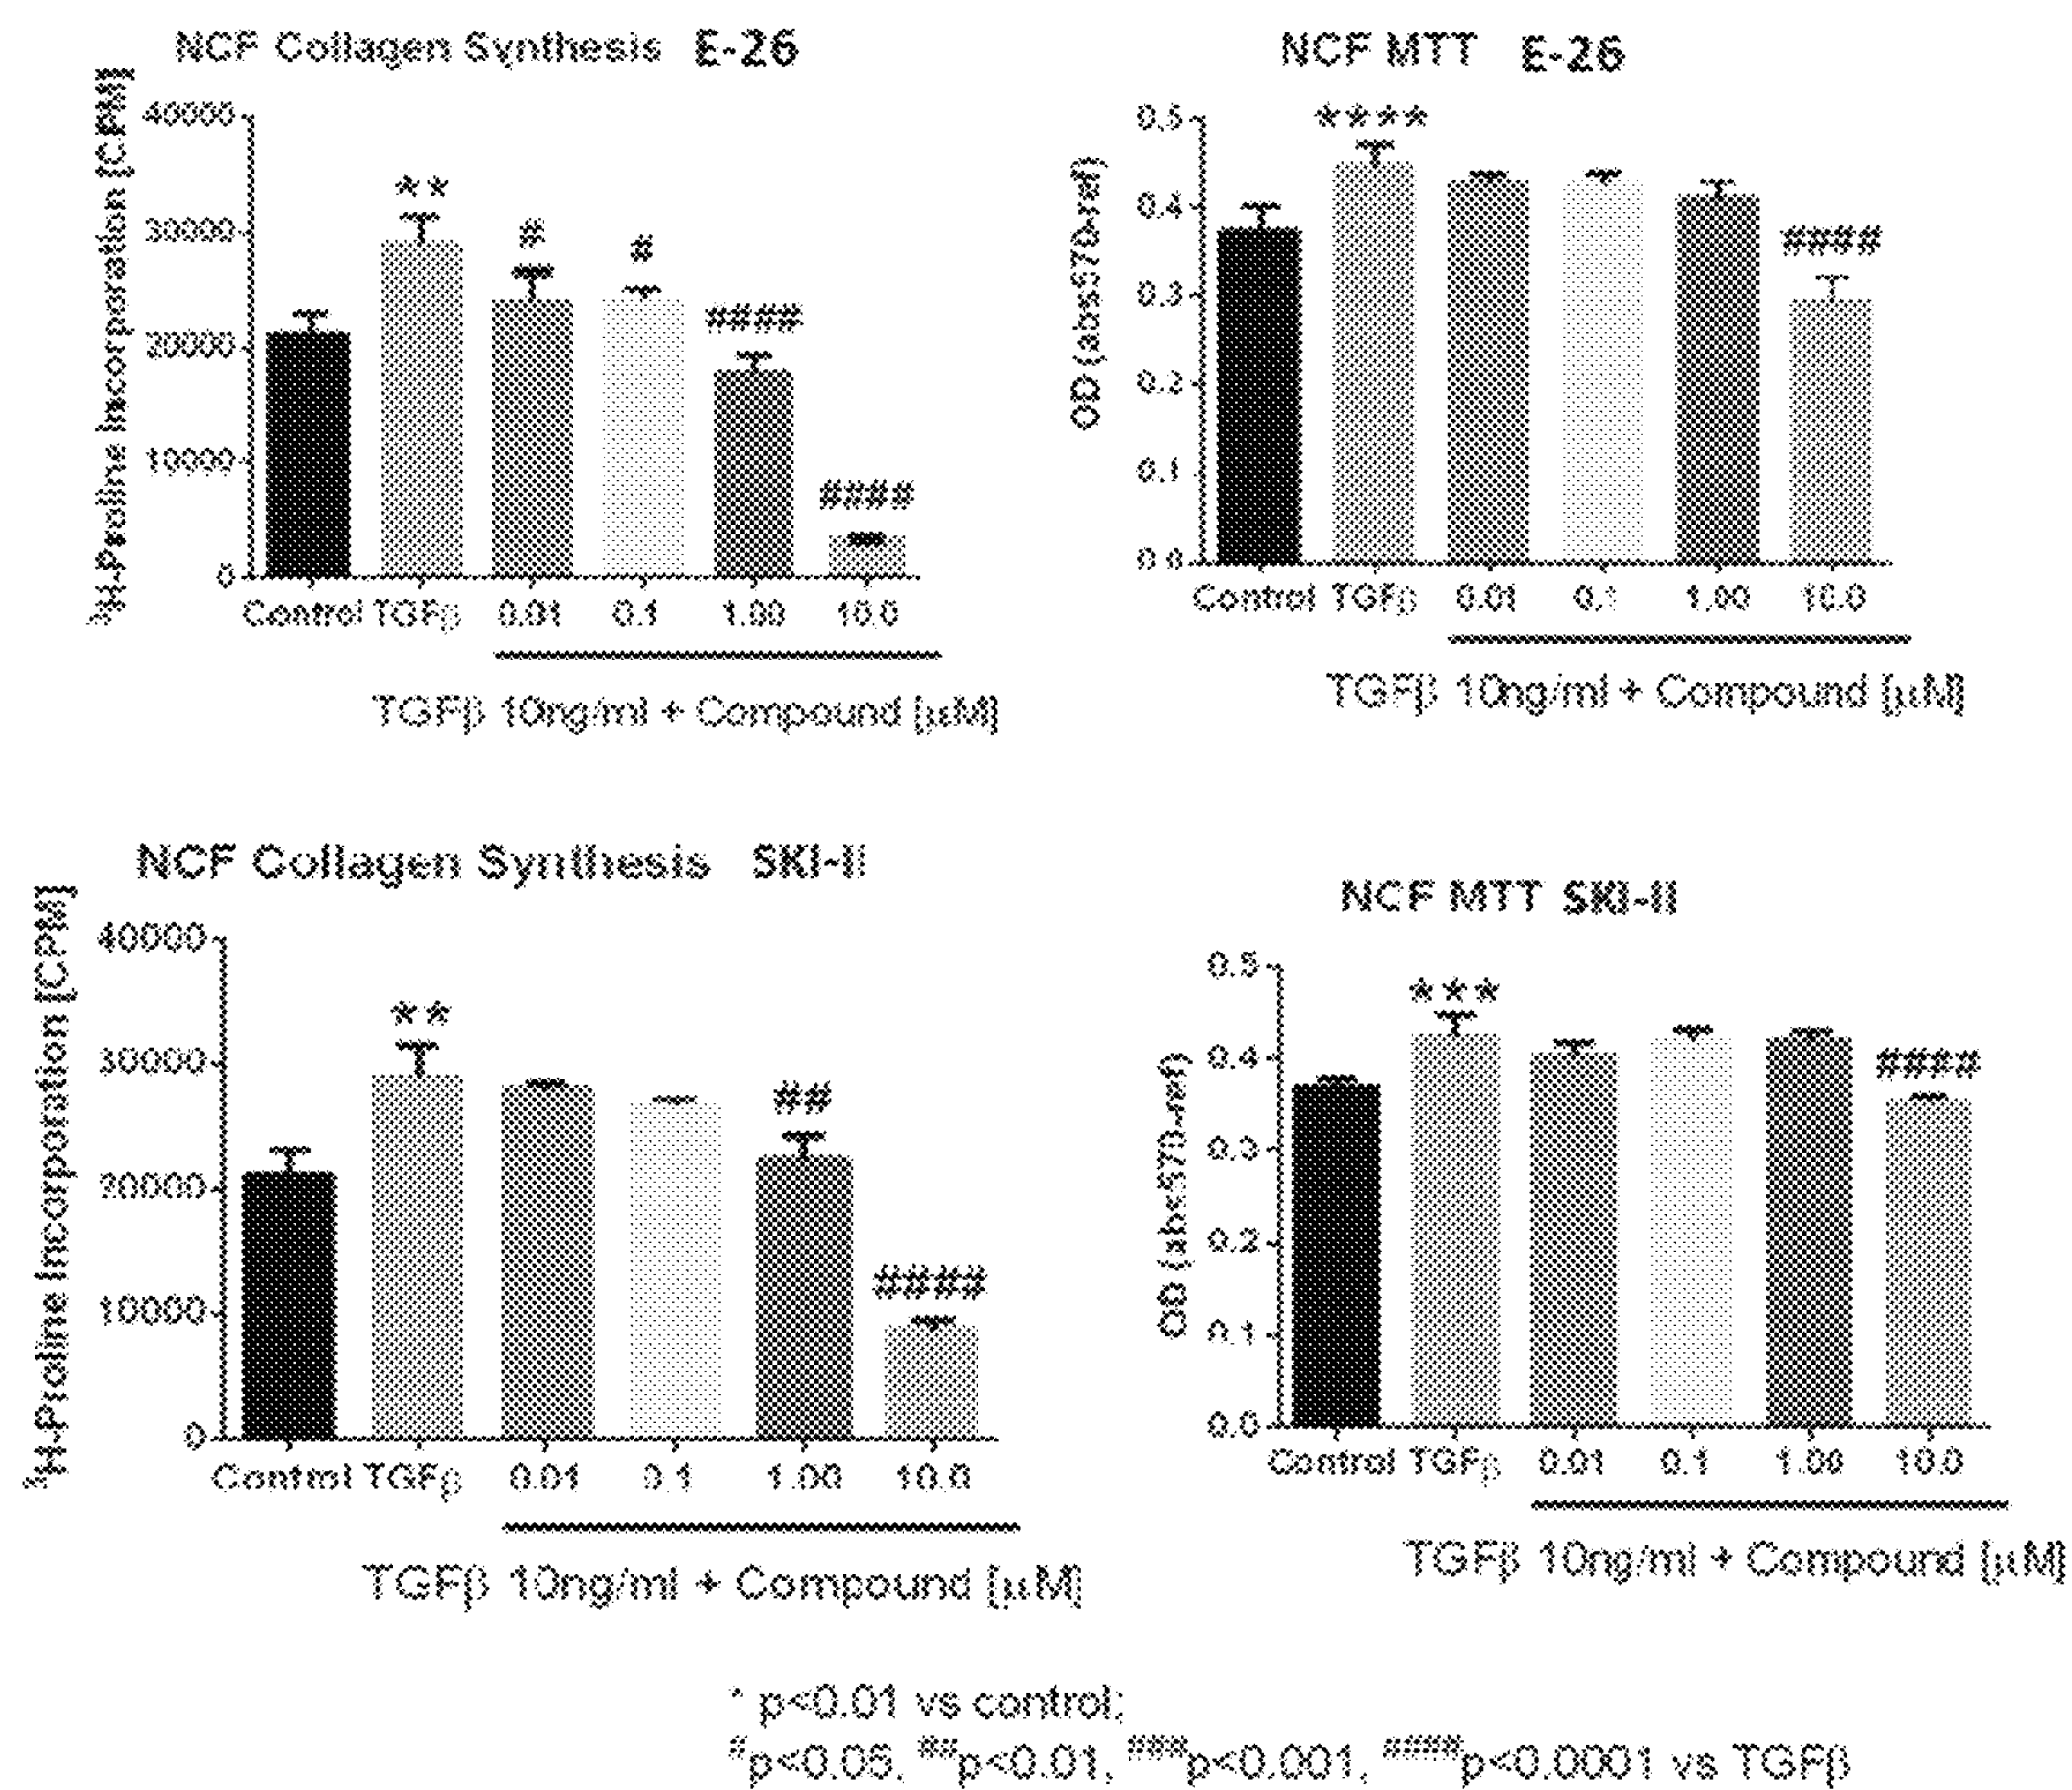 NCF Collagen Synthesis E-26
³H-Proline Incorporation [CPM]
40000
30000
20000
10000
0
**
#
#
####
####
Control TGFβ 0.01 0.1 1.00 10.0
TGFβ 10ng/ml + Compound [µM]
NCF MTT E-26
OD (abs570-ref)
0.5
0.4
0.3
0.2
0.1
0.0
****
####
Control TGFβ 0.01 0.1 1.00 10.0
TGFβ 10ng/ml + Compound [µM]
NCF Collagen Synthesis SKI-II
³H-Proline Incorporation [CPM]
40000
30000
20000
10000
0
**
##
####
Control TGFβ 0.01 0.1 1.00 10.0
TGFβ 10ng/ml + Compound [µM]
NCF MTT SKI-II
OD (abs570-ref)
0.5
0.4
0.3
0.2
0.1
0.0
***
####
Control TGFβ 0.01 0.1 1.00 10.0
TGFβ 10ng/ml + Compound [µM]
* p<0.01 vs control;
#p<0.05, ##p<0.01, ###p<0.001, ####p<0.0001 vs TGFβ